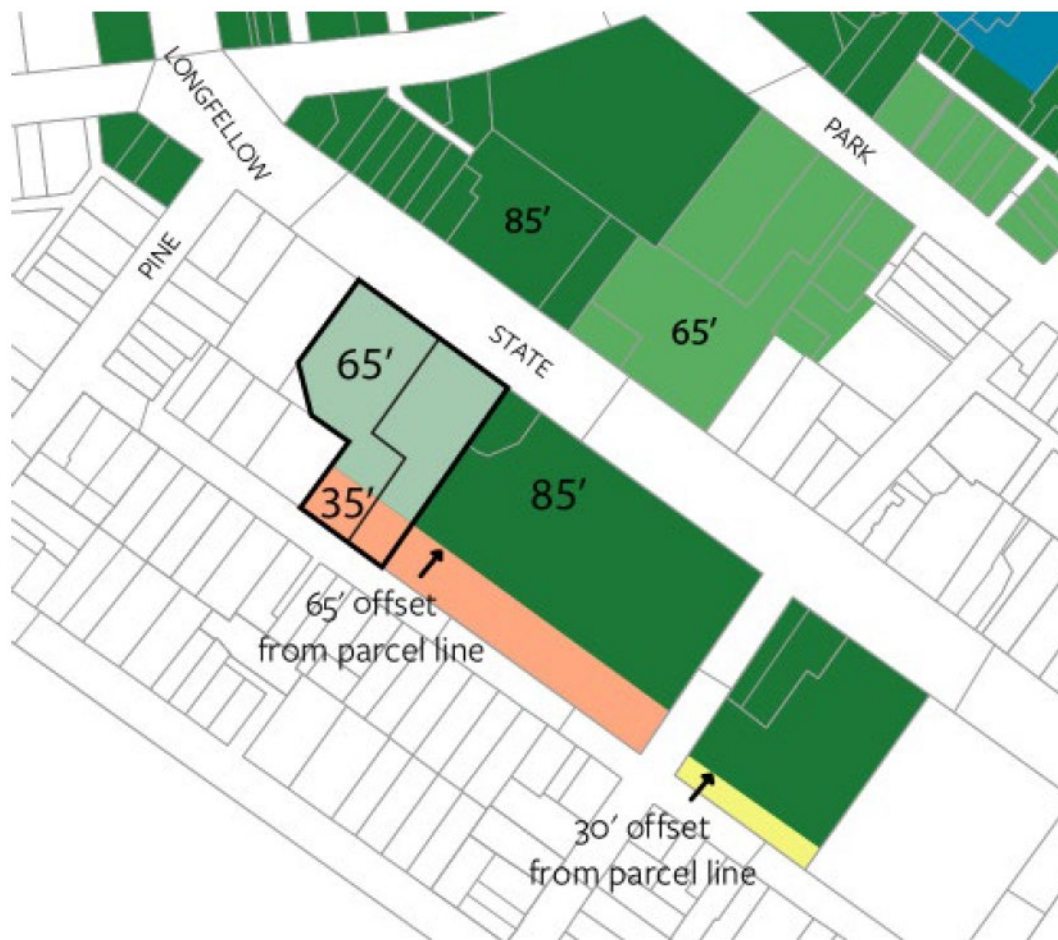 LONGFELLOW
PARK
PINE
85′
STATE
65′
65′
35′
85′
65′ offset
from parcel line
30′ offset
from parcel line